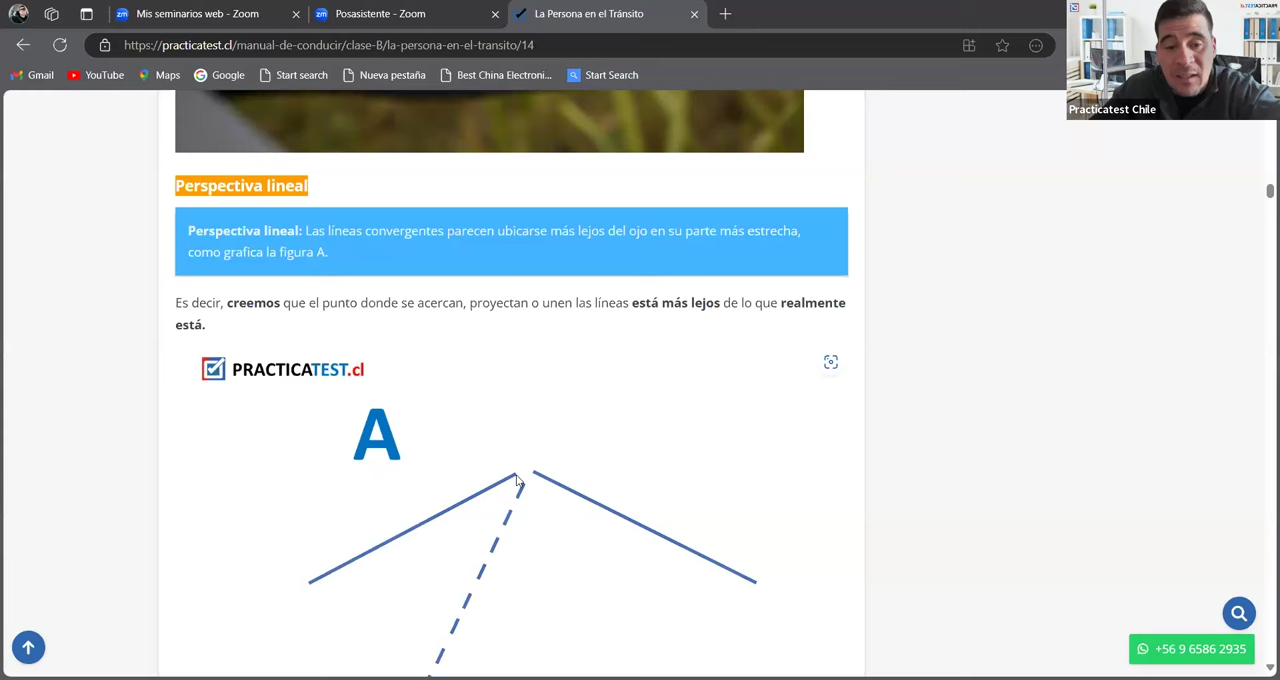 Mis seminarios web - Zoom
Posasistente - Zoom
La Persona en el Tránsito
https://practicatest.cl/manual-de-conducir/clase-B/la-persona-en-el-transito/14
Gmail
YouTube
Maps
Google
Start search
Nueva pestaña
Best China Electroni...
Start Search
Practicatest Chile
Perspectiva lineal
Perspectiva lineal: Las líneas convergentes parecen ubicarse más lejos del ojo en su parte más estrecha,
como grafica la figura A.
Es decir, creemos que el punto donde se acercan, proyectan o unen las líneas está más lejos de lo que realmente
está.
PRACTICATEST.cl
A
+56 9 6586 2935